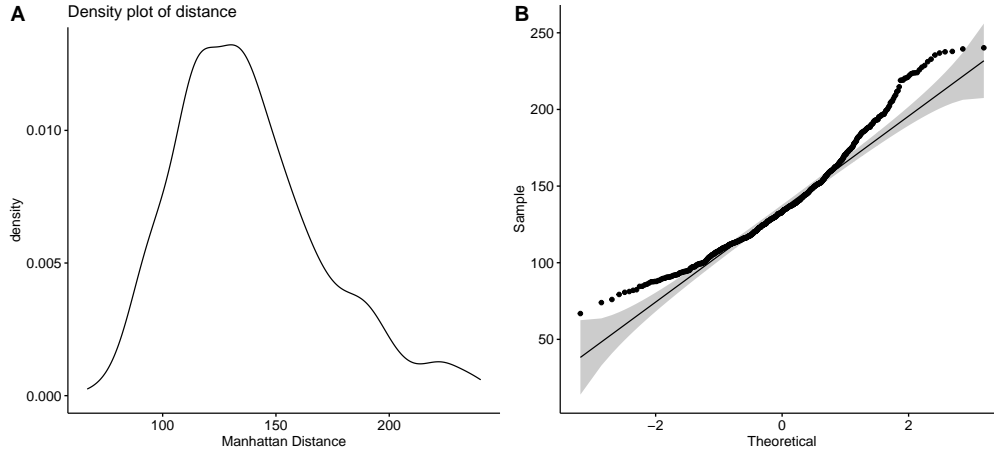 A
Density plot of distance
0.010
0.005
0.000
density
100
150
200
Manhattan Distance
B
250
200
150
100
50
Sample
−2
0
2
Theoretical